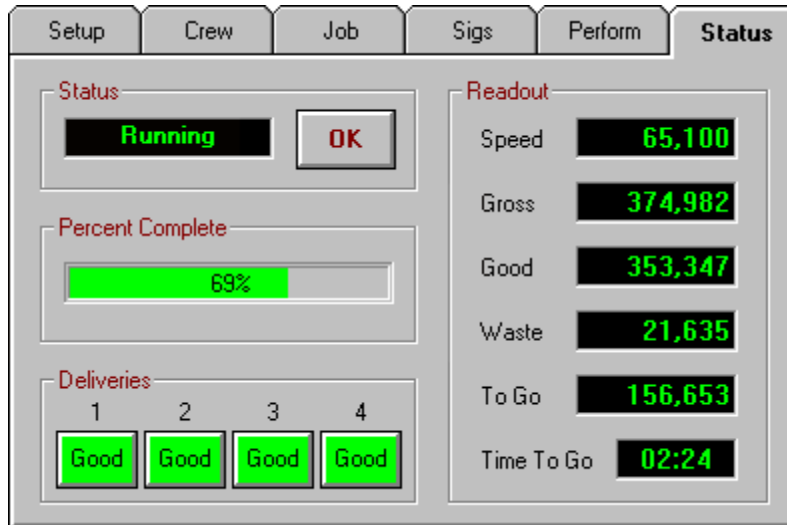 Setup Crew Job Sigs Perform Status
Status
Running OK
Percent Complete
69%
Deliveries
1 2 3 4
Good Good Good Good
Readout
Speed 65,100
Gross 374,982
Good 353,347
Waste 21,635
To Go 156,653
Time To Go 02:24